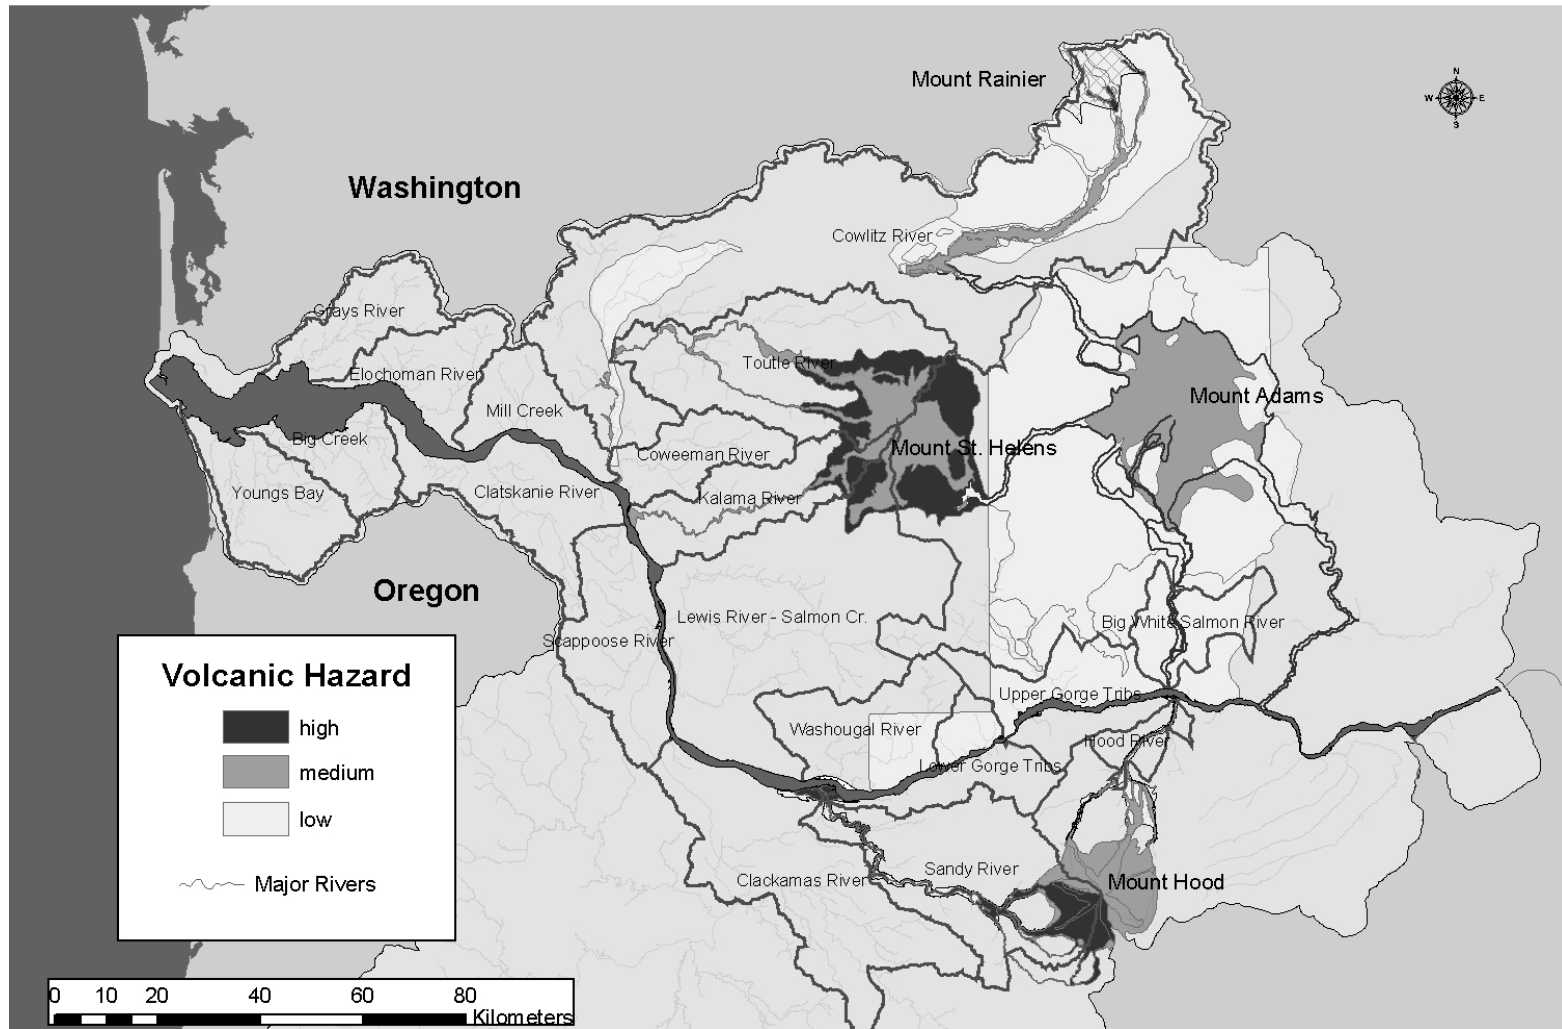 Mount Rainier
N
W
E
S
Washington
Cowlitz River
Grays River
Toutle River
Elochoman River
Mount Adams
Mill Creek
Big Creek
Mount St. Helens
Coweeman River
Youngs Bay
Clatskanie River
Kalama River
Oregon
Lewis River - Salmon Cr.
Big White Salmon River
Scappoose River
Upper Gorge Tribs
Washougal River
Hood River
Lower Gorge Tribs
Sandy River
Clackamas River
Mount Hood
Volcanic Hazard
high
medium
low
Major Rivers
0 10 20 40 60 80
Kilometers